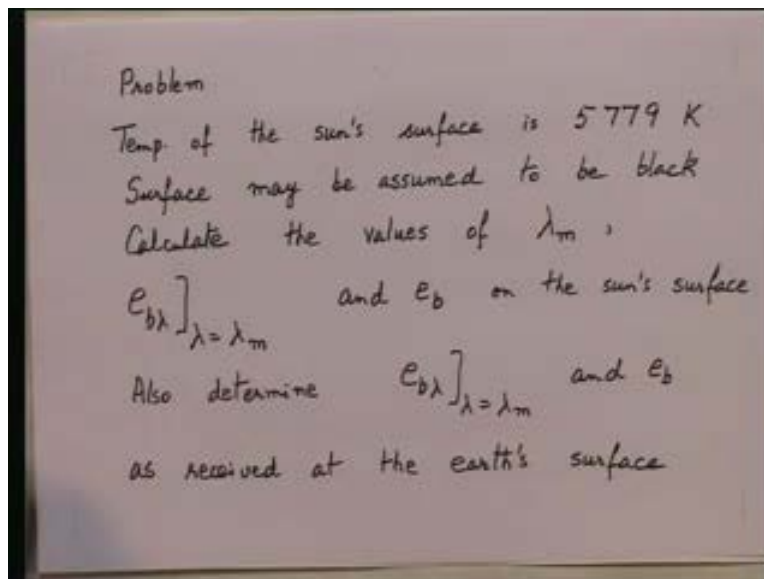 Problem
Temp. of the sun's surface is 5779 K
Surface may be assumed to be black
Calculate the values of λm ,
ebλ]λ=λm and eb on the sun's surface
Also determine ebλ]λ=λm and eb
as received at the earth's surface